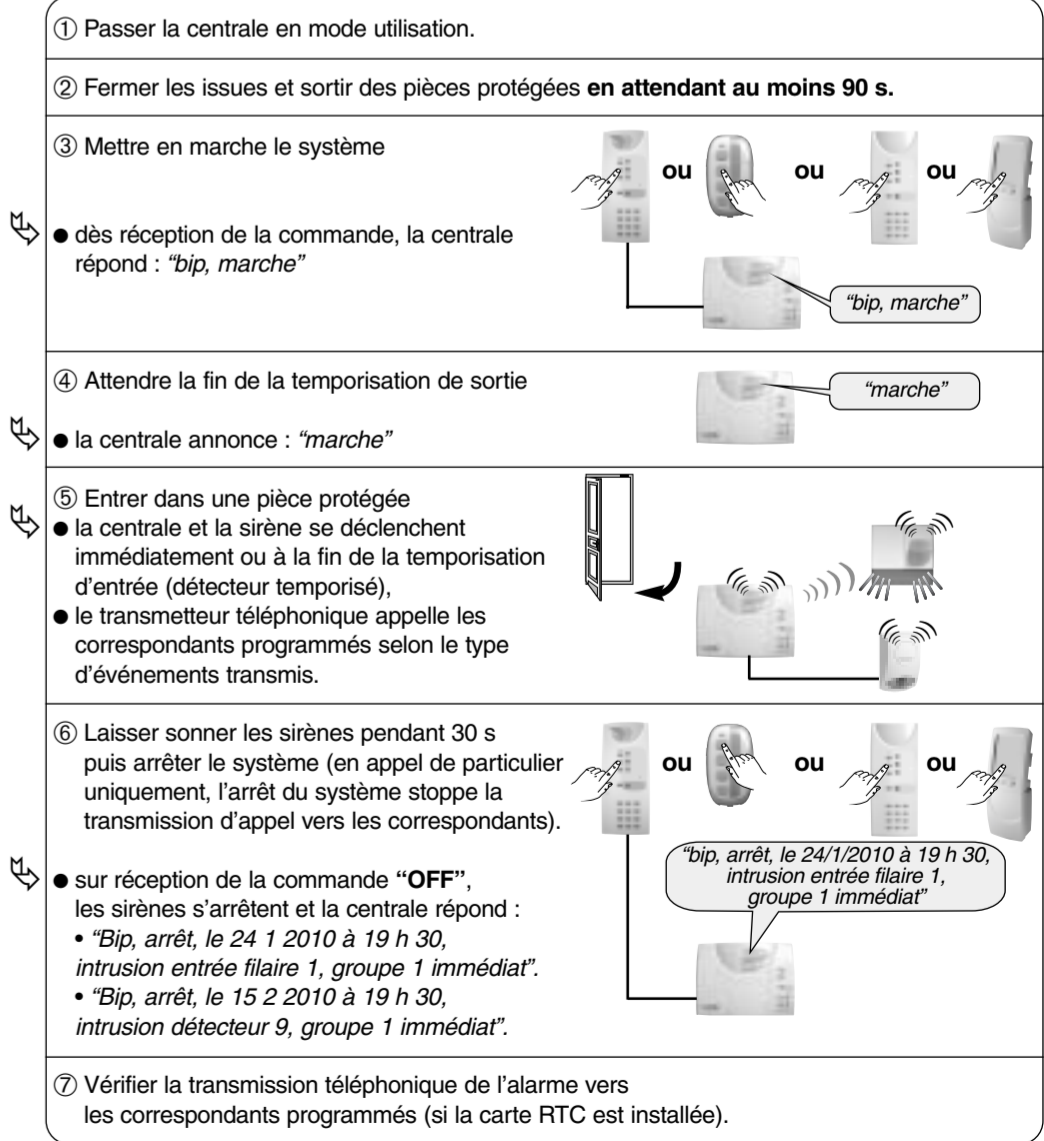 ① Passer la centrale en mode utilisation.
② Fermer les issues et sortir des pièces protégées en attendant au moins 90 s.
③ Mettre en marche le système
ou
ou
ou
● dès réception de la commande, la centrale
répond : “bip, marche”
“bip, marche”
④ Attendre la fin de la temporisation de sortie
“marche”
● la centrale annonce : “marche”
⑤ Entrer dans une pièce protégée
● la centrale et la sirène se déclenchent
immédiatement ou à la fin de la temporisation
d’entrée (détecteur temporisé),
● le transmetteur téléphonique appelle les
correspondants programmés selon le type
d’événements transmis.
⑥ Laisser sonner les sirènes pendant 30 s
puis arrêter le système (en appel de particulier
uniquement, l’arrêt du système stoppe la
transmission d’appel vers les correspondants).
ou
ou
ou
● sur réception de la commande “OFF”,
les sirènes s’arrêtent et la centrale répond :
• “Bip, arrêt, le 24 1 2010 à 19 h 30,
intrusion entrée filaire 1, groupe 1 immédiat”.
• “Bip, arrêt, le 15 2 2010 à 19 h 30,
intrusion détecteur 9, groupe 1 immédiat”.
“bip, arrêt, le 24/1/2010 à 19 h 30,
intrusion entrée filaire 1,
groupe 1 immédiat”
⑦ Vérifier la transmission téléphonique de l’alarme vers
les correspondants programmés (si la carte RTC est installée).